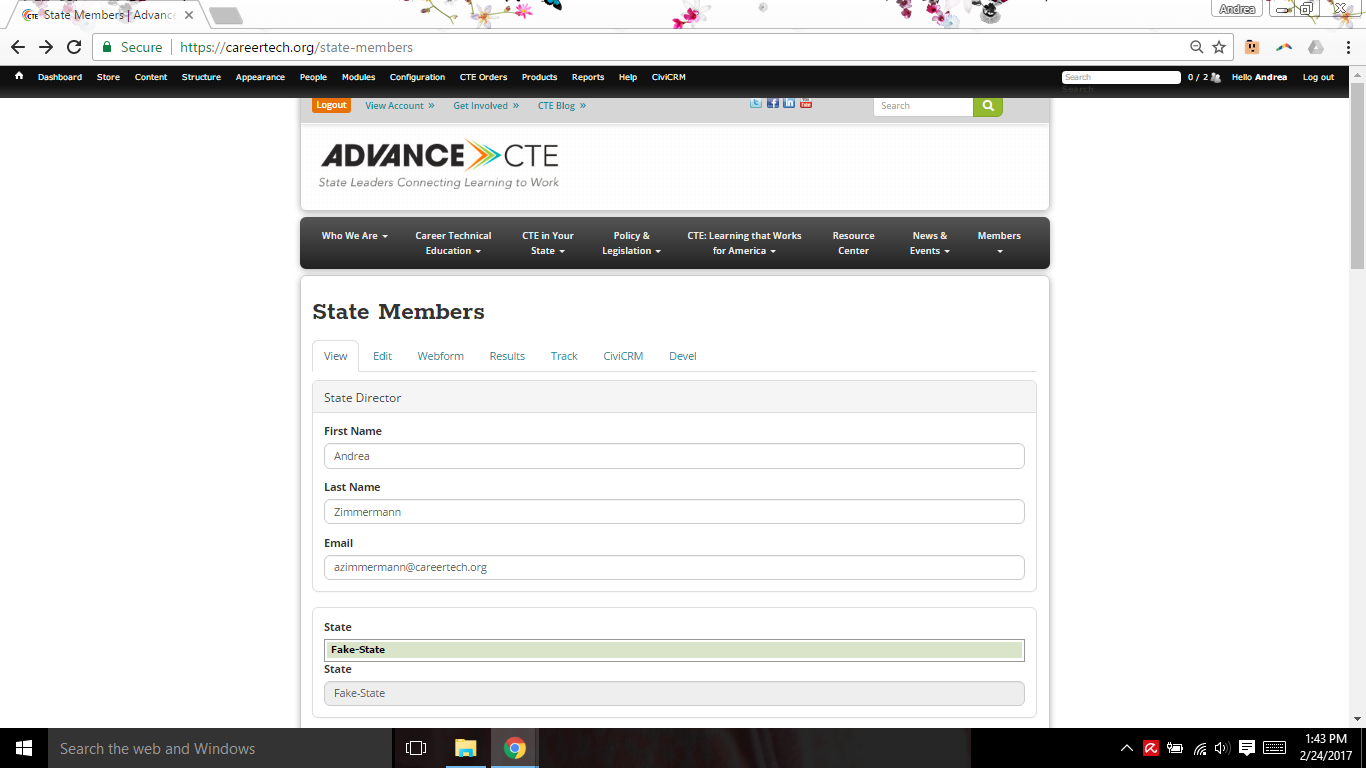 CTE State Members | Advance
Andrea
Secure https://careertech.org/state-members
Dashboard Store Content Structure Appearance People Modules Configuration CTE Orders Products Reports Help CiviCRM Search 0 / 2 Hello Andrea Log out
Search
Logout View Account » Get Involved » CTE Blog » Search
ADVANCE CTE
State Leaders Connecting Learning to Work
Who We Are Career Technical Education CTE in Your State Policy & Legislation CTE: Learning that Works for America Resource Center News & Events Members
State Members
View Edit Webform Results Track CiviCRM Devel
State Director
First Name
Andrea
Last Name
Zimmermann
Email
azimmermann@careertech.org
State
Fake-State
State
Fake-State
Search the web and Windows
1:43 PM
2/24/2017